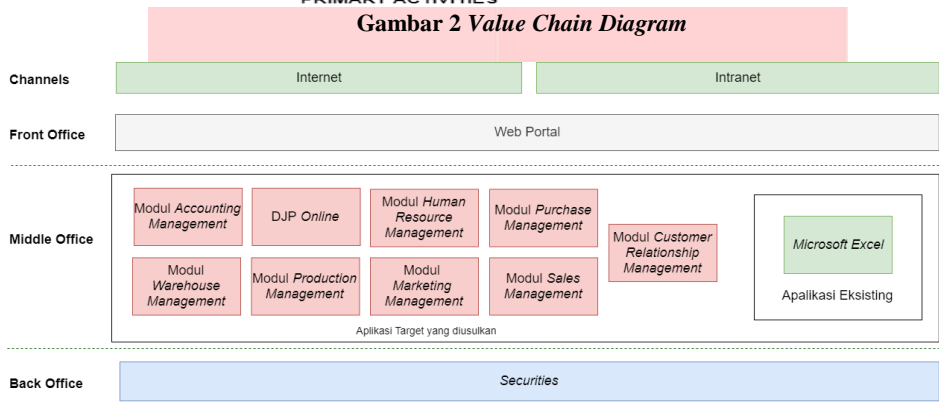 PRIMARY ACTIVITIES
Gambar 2 Value Chain Diagram
Channels
Internet
Intranet
Front Office
Web Portal
Middle Office
Modul Accounting
Management
DJP Online
Modul Human
Resource
Management
Modul Purchase
Management
Modul Customer
Relationship
Management
Microsoft Excel
Modul
Warehouse
Management
Modul Production
Management
Modul
Marketing
Management
Modul Sales
Management
Apalikasi Eksisting
Aplikasi Target yang diusulkan
Back Office
Securities